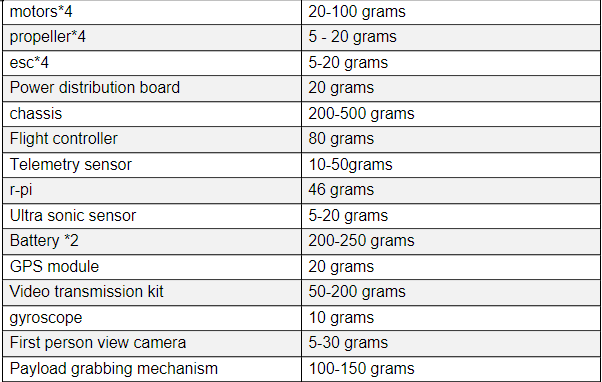 motors*4 20-100 grams
propeller*4 5 - 20 grams
esc*4 5-20 grams
Power distribution board 20 grams
chassis 200-500 grams
Flight controller 80 grams
Telemetry sensor 10-50grams
r-pi 46 grams
Ultra sonic sensor 5-20 grams
Battery *2 200-250 grams
GPS module 20 grams
Video transmission kit 50-200 grams
gyroscope 10 grams
First person view camera 5-30 grams
Payload grabbing mechanism 100-150 grams